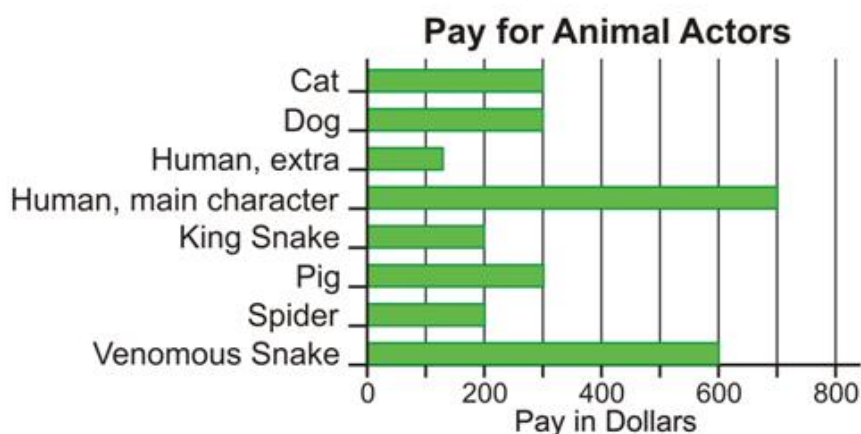 Pay for Animal Actors
Cat
Dog
Human, extra
Human, main character
King Snake
Pig
Spider
Venomous Snake
0 200 400 600 800
Pay in Dollars